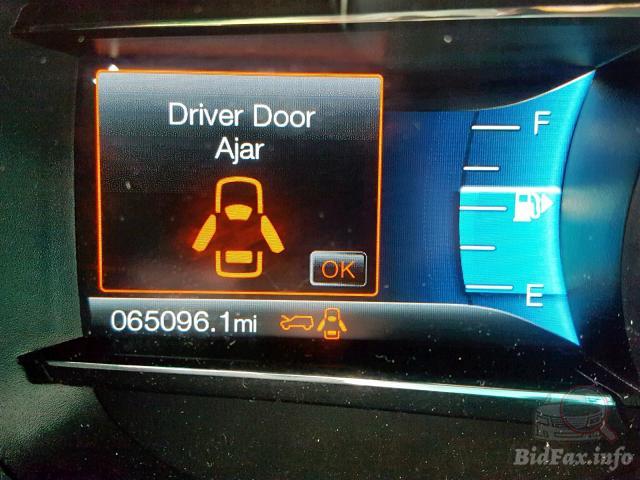 Driver Door
Ajar
OK
065096.1mi
F
E
BidFax.info